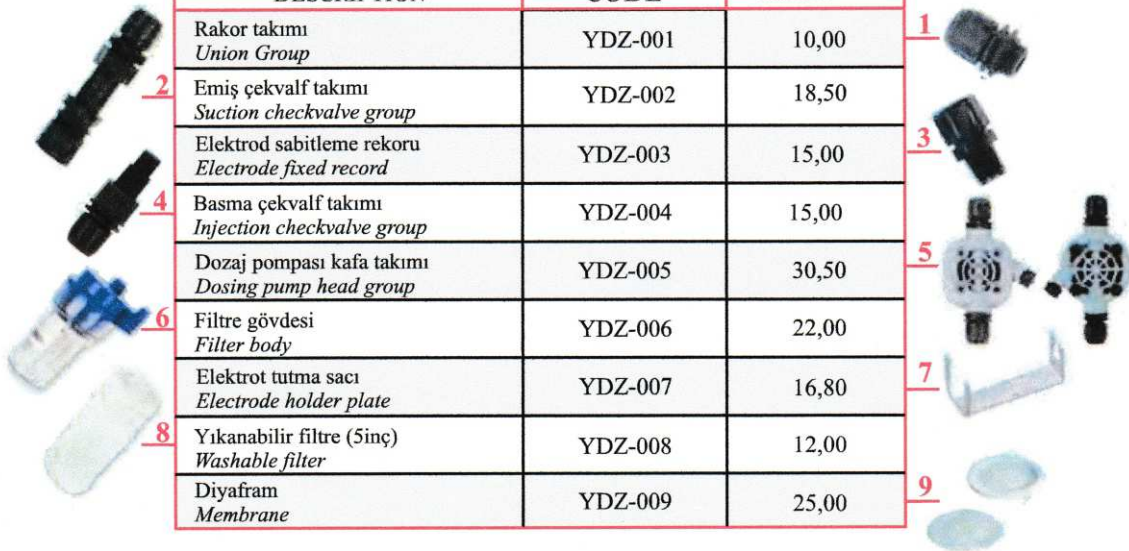 Rakor takımı YDZ-001 10,00 1
Union Group
2 Emiş çekvalf takımı YDZ-002 18,50
Suction checkvalve group
Elektrod sabitleme rekoru YDZ-003 15,00 3
Electrode fixed record
4 Basma çekvalf takımı YDZ-004 15,00
Injection checkvalve group
Dozaj pompası kafa takımı YDZ-005 30,50 5
Dosing pump head group
6 Filtre gövdesi YDZ-006 22,00
Filter body
Elektrot tutma sacı YDZ-007 16,80 7
Electrode holder plate
8 Yıkanabilir filtre (5inç) YDZ-008 12,00
Washable filter
Diyafram YDZ-009 25,00 9
Membrane